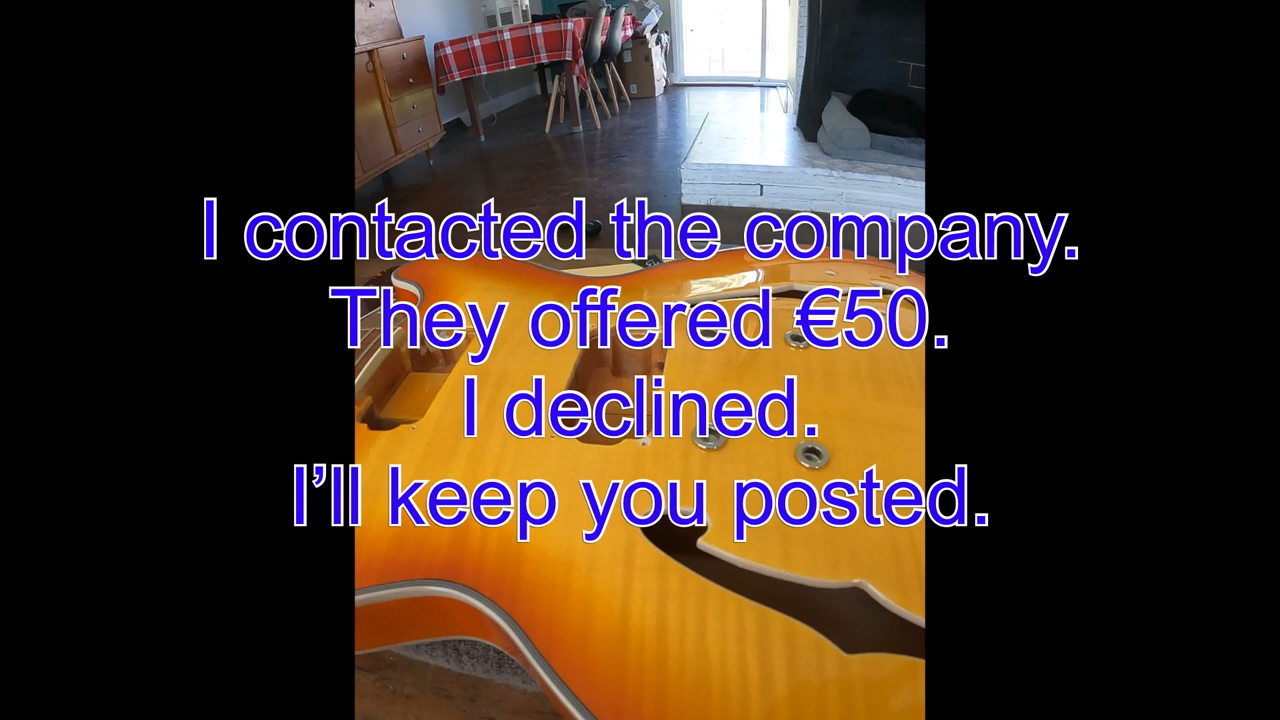 I contacted the company.
They offered €50.
I declined.
I’ll keep you posted.